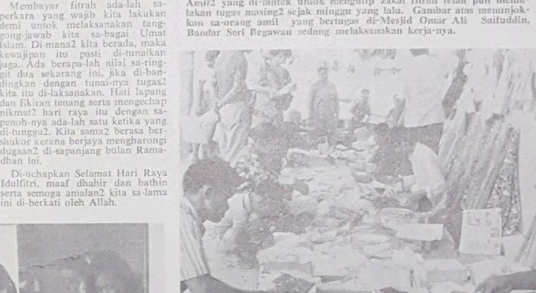 Membayar fitrah ada-lah sa-
perkara yang wajib kita lakukan
demi untok melaksanakan tang-
gong-jawab kita sa-bagai Umat
Islam. Di-mana2 kita berada, maka
kewajipan itu pasti di-tunaikan
juga. Ada berapa-lah nilai sa-ring-
git dua sekarang ini, jika di-ban-
dingkan dengan tunai-nya tugas2
kita itu di-laksanakan. Hati lapang
dan fikiran tenang serta mengechap
nikmat2 hari raya itu dengan sa-
penoh-nya ada-lah satu ketika yang
di-tunggu2. Kita sama2 berasa ber-
shukor kerana berjaya mengharongi
dugaan2 di-sapanjang bulan Rama-
dhan ini.
Di-uchapkan Selamat Hari Raya
Idulfitri, maaf dhahir dan bathin
serta semoga amalan2 kita sa-lama
ini di-berkati oleh Allah.
Amil2 yang di-lantek untok mengutip zakat fitrah telah pun
lakukan tugas masing2 sejak minggu yang lalu. Gambar atas menunjok-
kan sa-orang amil yang bertugas di-Mesjid Omar Ali Saifuddin,
Bandar Seri Begawan sedang melaksanakan kerja-nya.